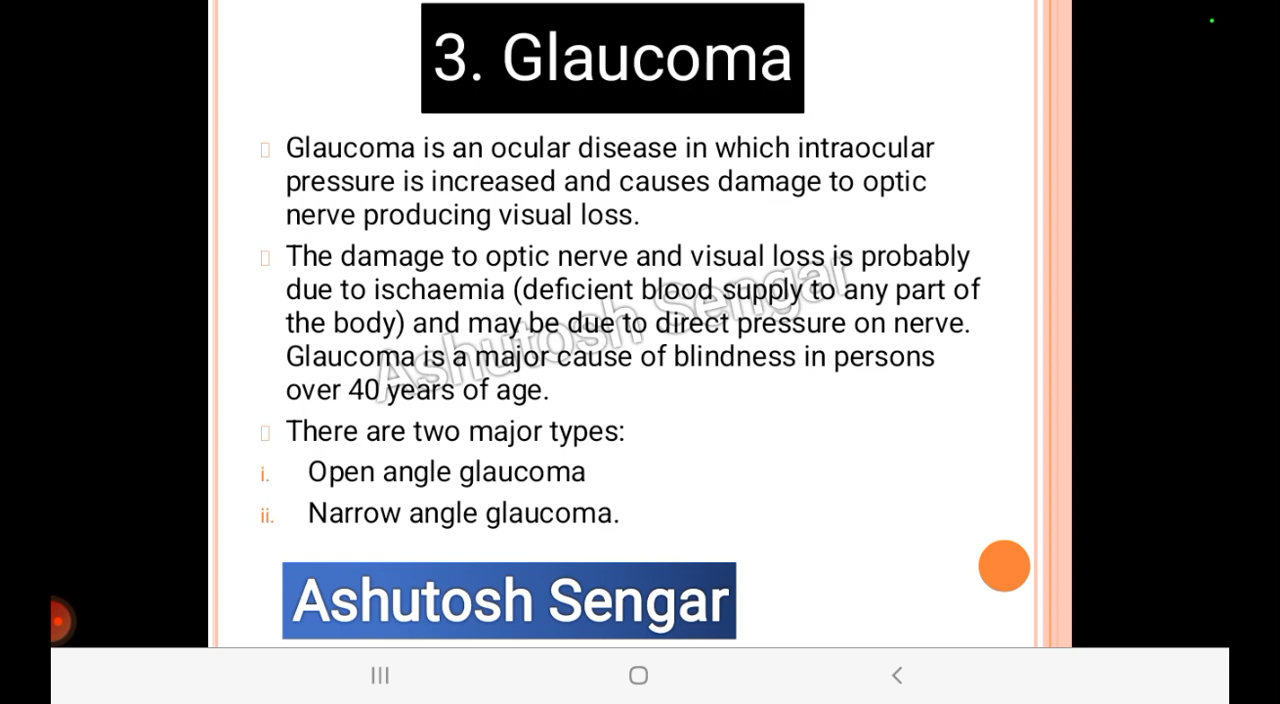 3. Glaucoma
Glaucoma is an ocular disease in which intraocular
pressure is increased and causes damage to optic
nerve producing visual loss.
The damage to optic nerve and visual loss is probably
due to ischaemia (deficient blood supply to any part of
the body) and may be due to direct pressure on nerve.
Glaucoma is a major cause of blindness in persons
over 40 years of age.
There are two major types:
i. Open angle glaucoma
ii. Narrow angle glaucoma.
Ashutosh Sengar
Ashutosh Sengar